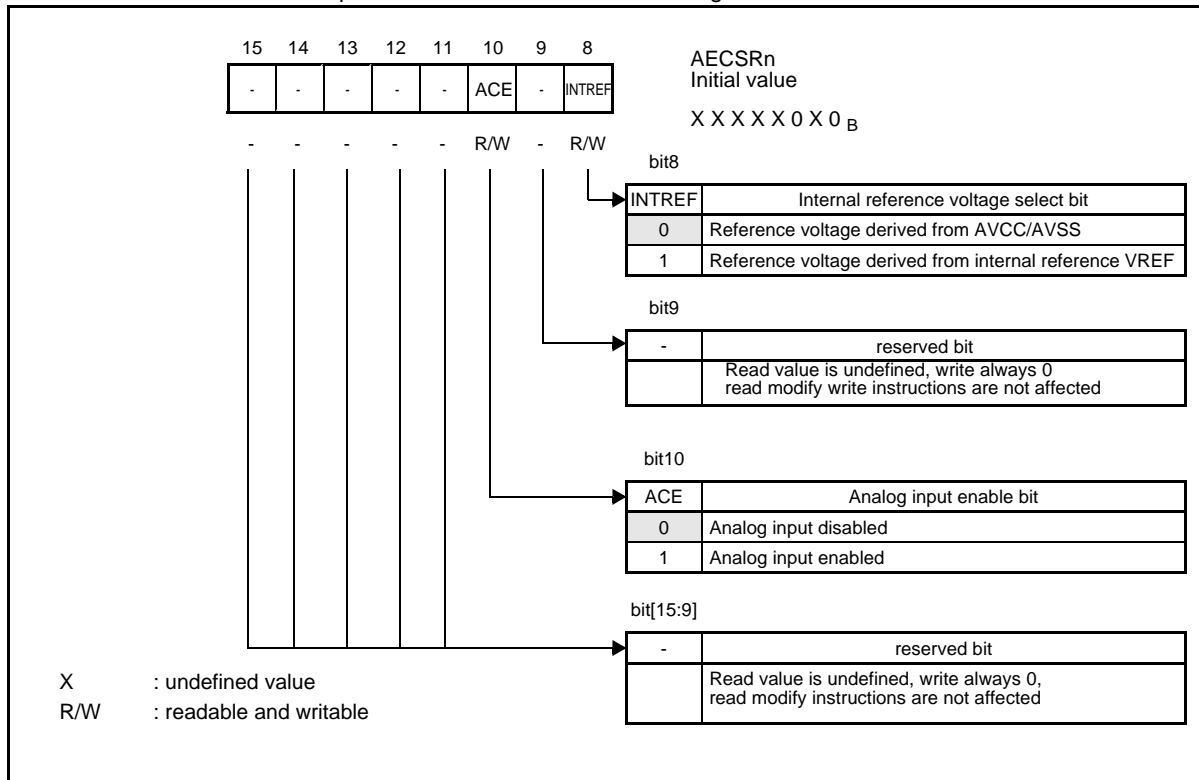 15 14 13 12 11 10 9 8
- - - - - ACE - INTREF
- - - - - R/W - R/W
AECSRn
Initial value
X X X X X 0 X 0 B
bit8
INTREF Internal reference voltage select bit
0 Reference voltage derived from AVCC/AVSS
1 Reference voltage derived from internal reference VREF
bit9
- reserved bit
Read value is undefined, write always 0
read modify write instructions are not affected
bit10
ACE Analog input enable bit
0 Analog input disabled
1 Analog input enabled
bit[15:9]
- reserved bit
Read value is undefined, write always 0,
read modify instructions are not affected
X : undefined value
R/W : readable and writable